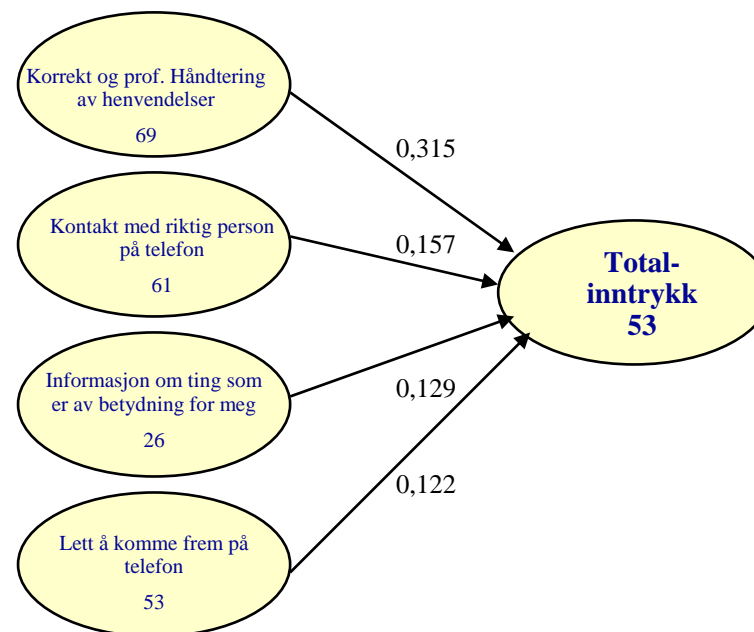 Korrekt og prof. Håndtering
av henvendelser
69
0,315
Kontakt med riktig person
på telefon
61
0,157
Total-
inntrykk
53
Informasjon om ting som
er av betydning for meg
26
0,129
0,122
Lett å komme frem på
telefon
53